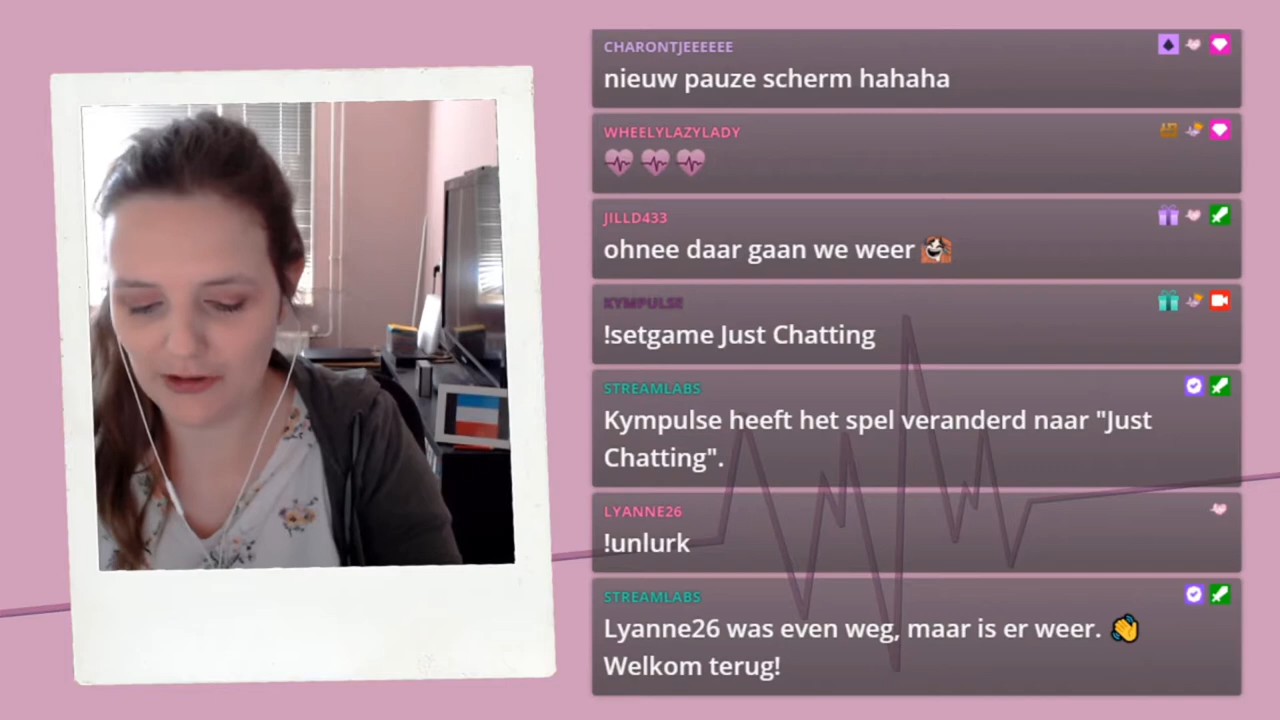 CHARONTJEEEEEE
nieuw pauze scherm hahaha
WHEELYLAZYLADY
JILLD433
ohnee daar gaan we weer
KYMPULSE
!setgame Just Chatting
STREAMLABS
Kympulse heeft het spel veranderd naar "Just
Chatting".
LYANNE26
!unlurk
STREAMLABS
Lyanne26 was even weg, maar is er weer.
Welkom terug!